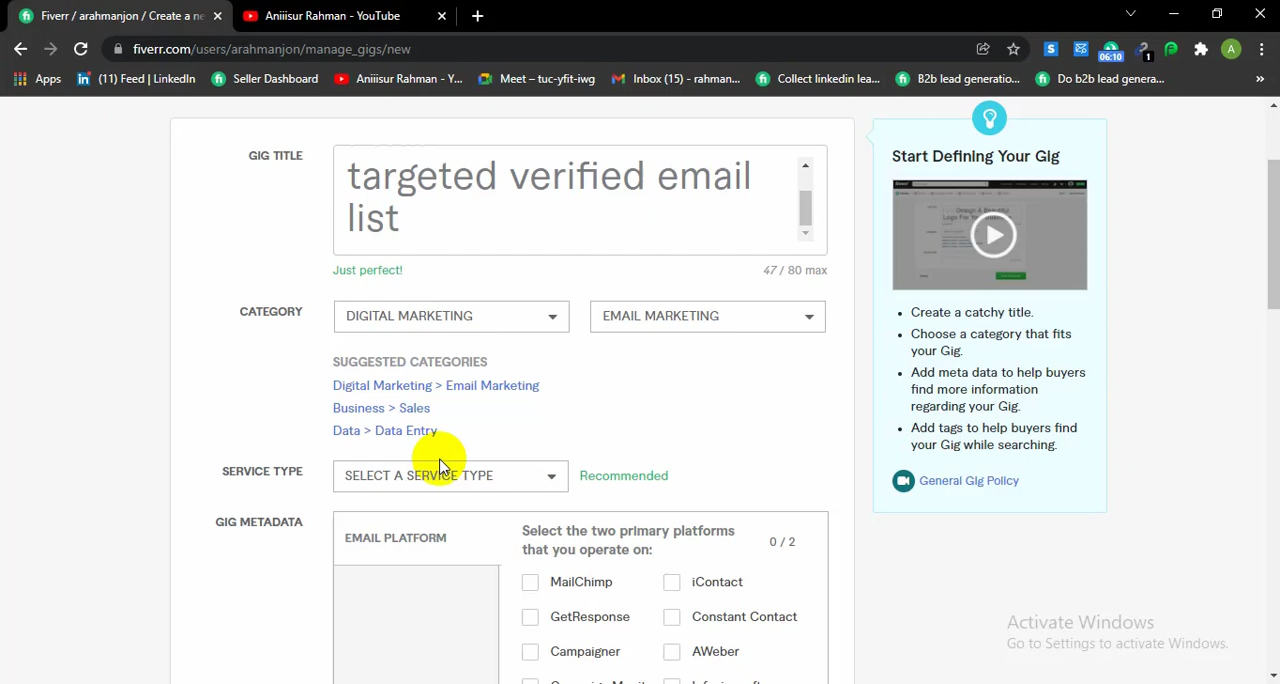 Fiverr / arahmanjon / Create a ne
Aniiisur Rahman - YouTube
fiverr.com/users/arahmanjon/manage_gigs/new
06:10
1
A
Apps
(11) Feed | LinkedIn
Seller Dashboard
Aniiisur Rahman - Y...
Meet – tuc-yfit-iwg
Inbox (15) - rahman...
Collect linkedin lea...
B2b lead generatio...
Do b2b lead genera...
GIG TITLE
targeted verified email
list
Just perfect!
47 / 80 max
CATEGORY
DIGITAL MARKETING
EMAIL MARKETING
SUGGESTED CATEGORIES
Digital Marketing > Email Marketing
Business > Sales
Data > Data Entry
SERVICE TYPE
SELECT A SERVICE TYPE
Recommended
GIG METADATA
EMAIL PLATFORM
Select the two primary platforms
that you operate on:
0 / 2
MailChimp
iContact
GetResponse
Constant Contact
Campaigner
AWeber
Start Defining Your Gig
• Create a catchy title.
• Choose a category that fits
your Gig.
• Add meta data to help buyers
find more information
regarding your Gig.
• Add tags to help buyers find
your Gig while searching.
General Gig Policy
Activate Windows
Go to Settings to activate Windows.